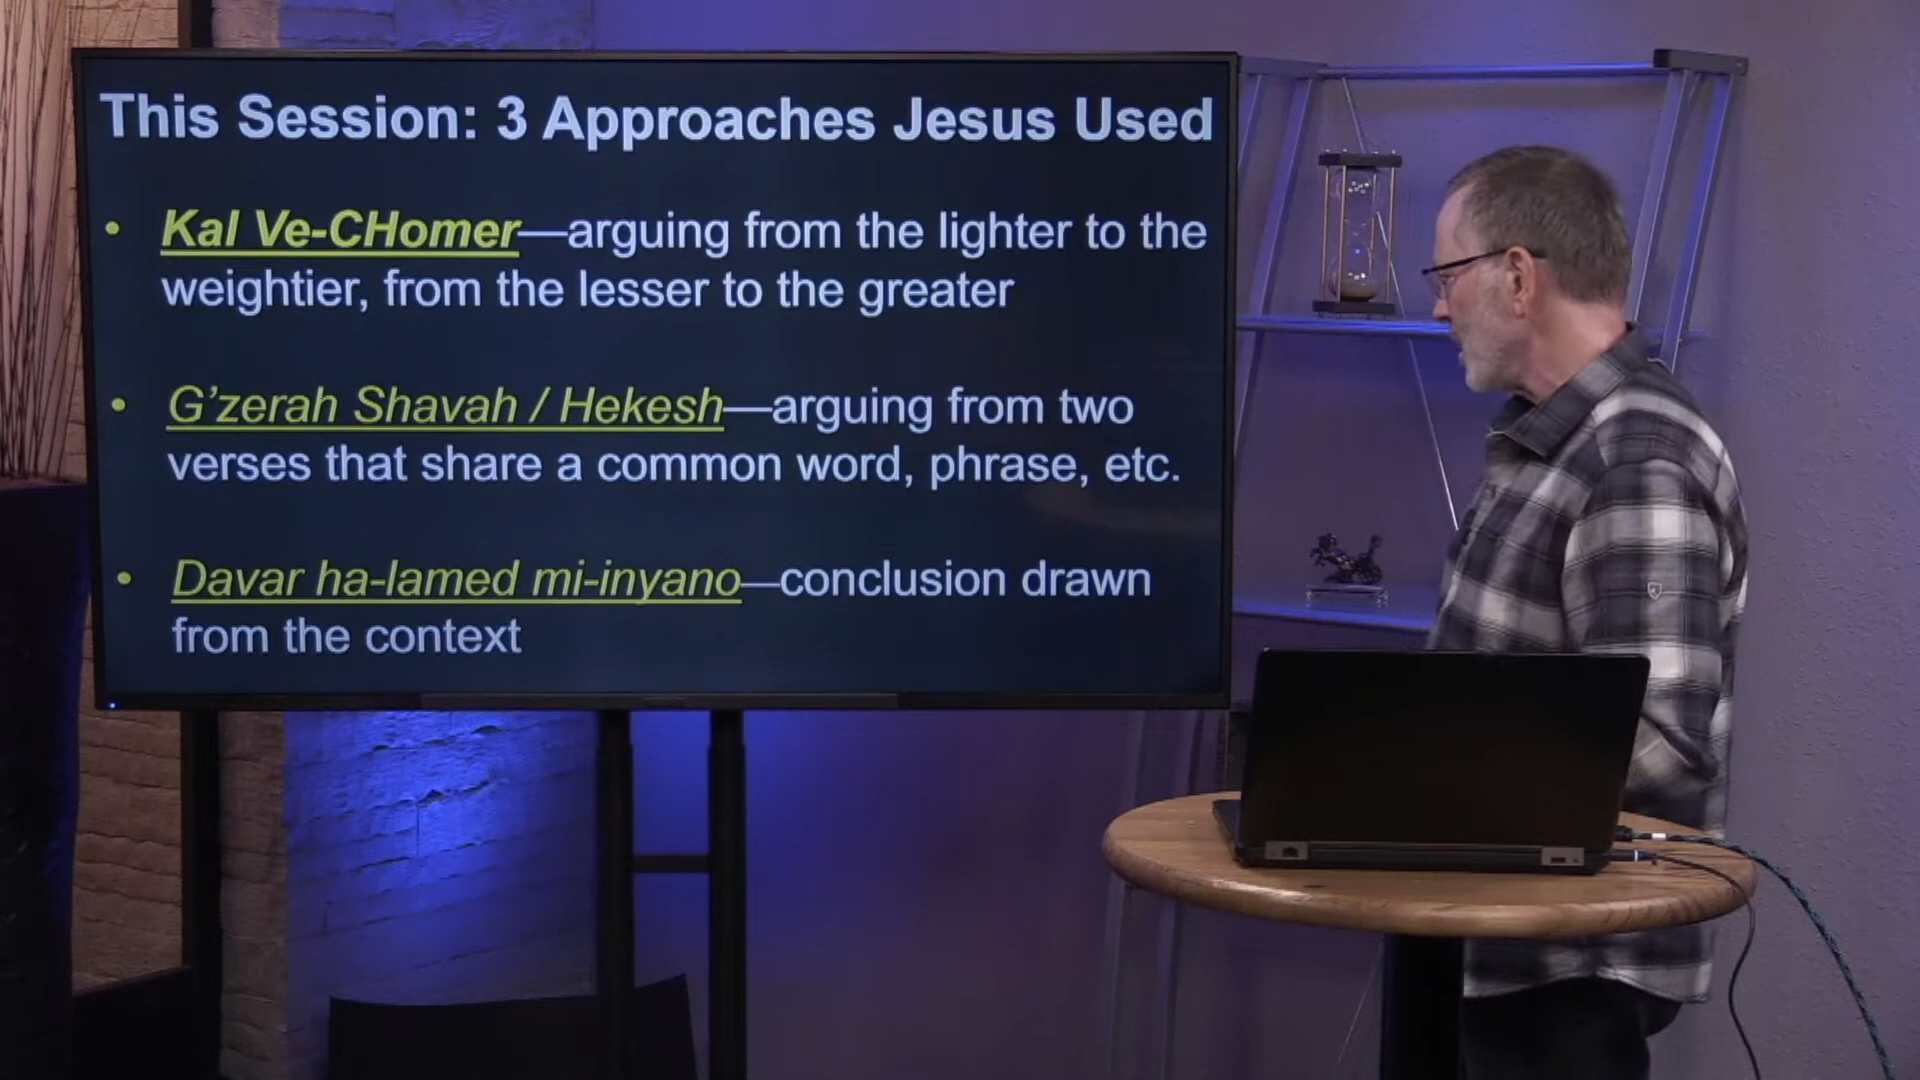 This Session: 3 Approaches Jesus Used
• Kal Ve-CHomer—arguing from the lighter to the
weightier, from the lesser to the greater
• G’zerah Shavah / Hekesh—arguing from two
verses that share a common word, phrase, etc.
• Davar ha-lamed mi-inyano—conclusion drawn
from the context